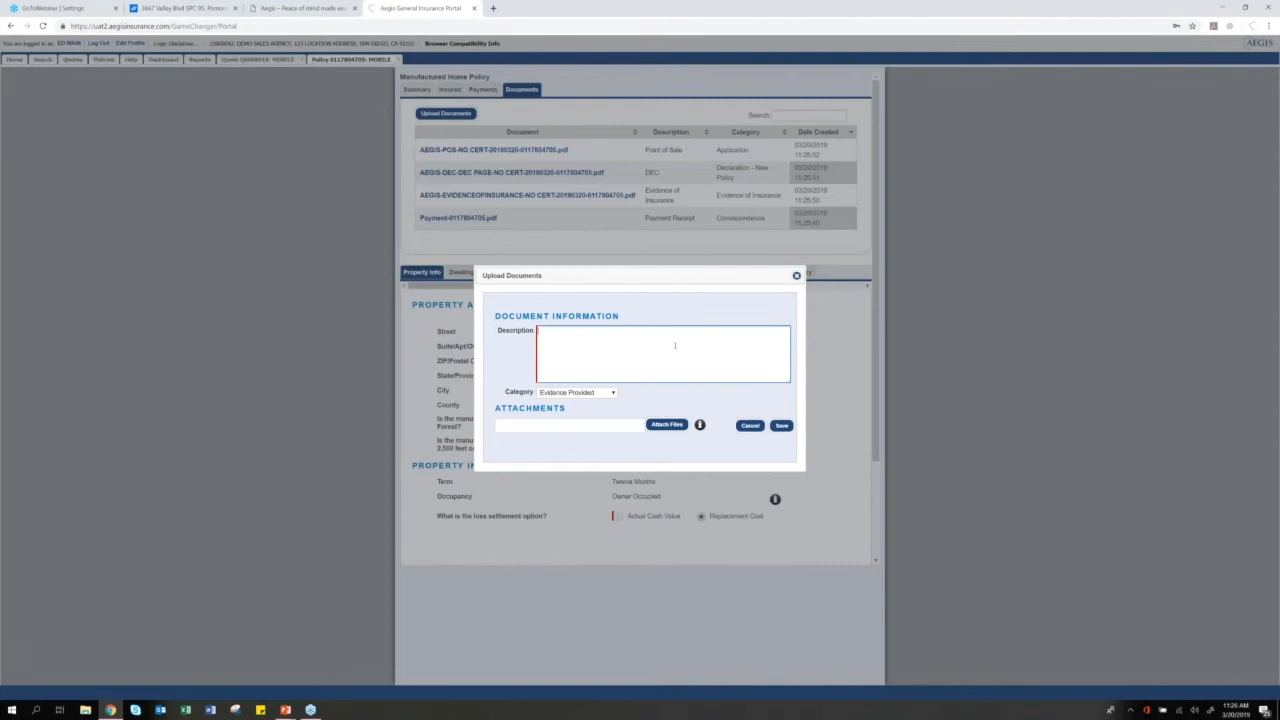 GoToWebinar | Settings
3667 Valley Blvd SPC 95, Pomon
Aegis – Peace of mind made eas
Aegis General Insurance Portal
https://uat2.aegisinsurance.com/GameChanger/Portal
You are logged in as: ED MAIN Log Out Edit Profile Login Disclaimer... DEMO SALES AGENCY, 123 LOCATION ADDRESS, SAN DIEGO, CA 92101 Browser Compatibility Info
AEGIS
Home Search Quotes Policies Help Dashboard Reports MOBILE Policy 0117804705: MOBILE
Manufactured Home Policy
Summary Insured Payments Documents
Upload Documents
Search:
Document Description Category Date Created
AEGIS-POS-NO CERT-20190320-0117804705.pdf Point of Sale Application 03/20/2019 11:25:52
AEGIS-DEC-DEC PAGE-NO CERT-20190320-0117804705.pdf DEC Declaration - New Policy 03/20/2019 11:25:51
AEGIS-EVIDENCEOFINSURANCE-NO CERT-20190320-0117804705.pdf Evidence of Insurance Evidence of Insurance 03/20/2019 11:25:50
Payment-0117804705.pdf Payment Receipt Correspondence 03/20/2019 11:25:40
Property Info Dwelling
Upload Documents
DOCUMENT INFORMATION
Description
Category Evidence Provided
ATTACHMENTS
Attach Files
Cancel Save
PROPERTY A
Street
Suite/Apt/O
ZIP/Postal C
State/Provin
City
County
Is the manu
Forest?
Is the manu
2,500 feet o
PROPERTY I
Term Twelve Months
Occupancy Owner Occupied
What is the loss settlement option? Actual Cash Value Replacement Cost
11:26 AM
3/20/2019